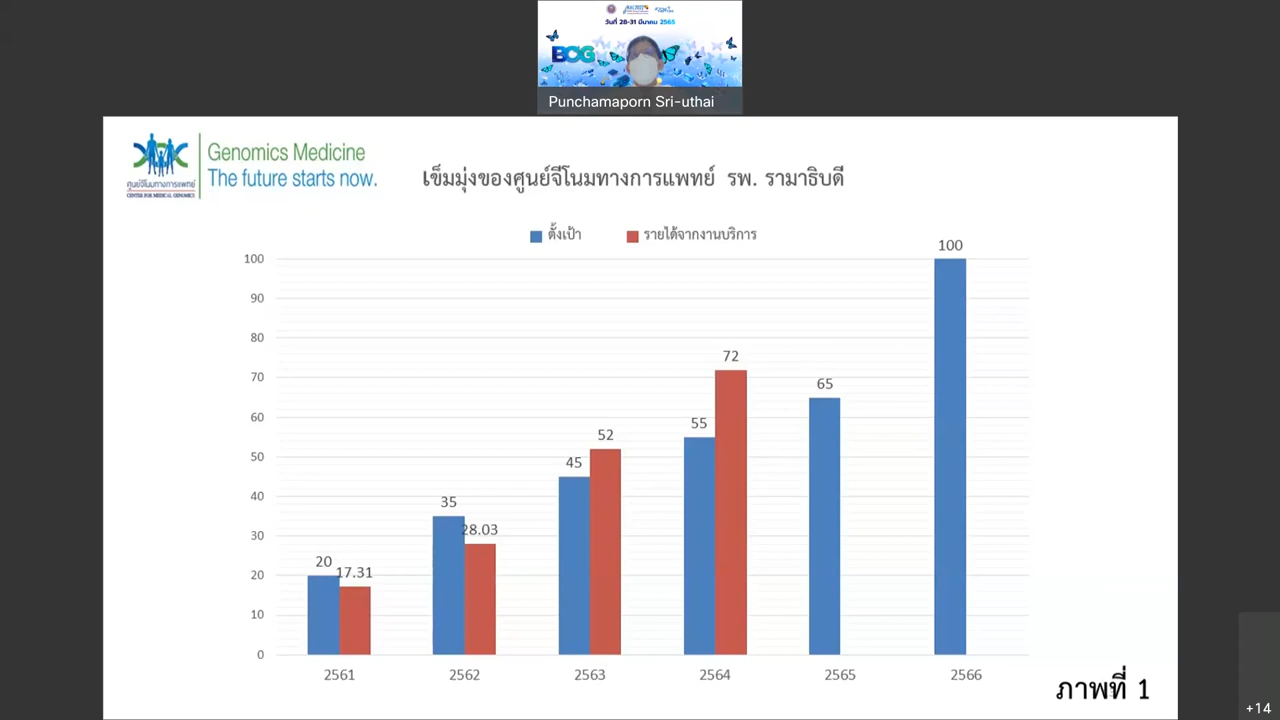 วันที่ 28-31 มีนาคม 2565
BCG
Punchamaporn Sri-uthai
ศูนย์จีโนมทางการแพทย์
CENTER FOR MEDICAL GENOMICS
Genomics Medicine
The future starts now.
เข็มมุ่งของศูนย์จีโนมทางการแพทย์ รพ. รามาธิบดี
ตั้งเป้า รายได้จากงานบริการ
100
90
80
70
60
50
40
30
20
10
0
20
17.31
35
28.03
45
52
55
72
65
100
2561 2562 2563 2564 2565 2566
ภาพที่ 1
+14